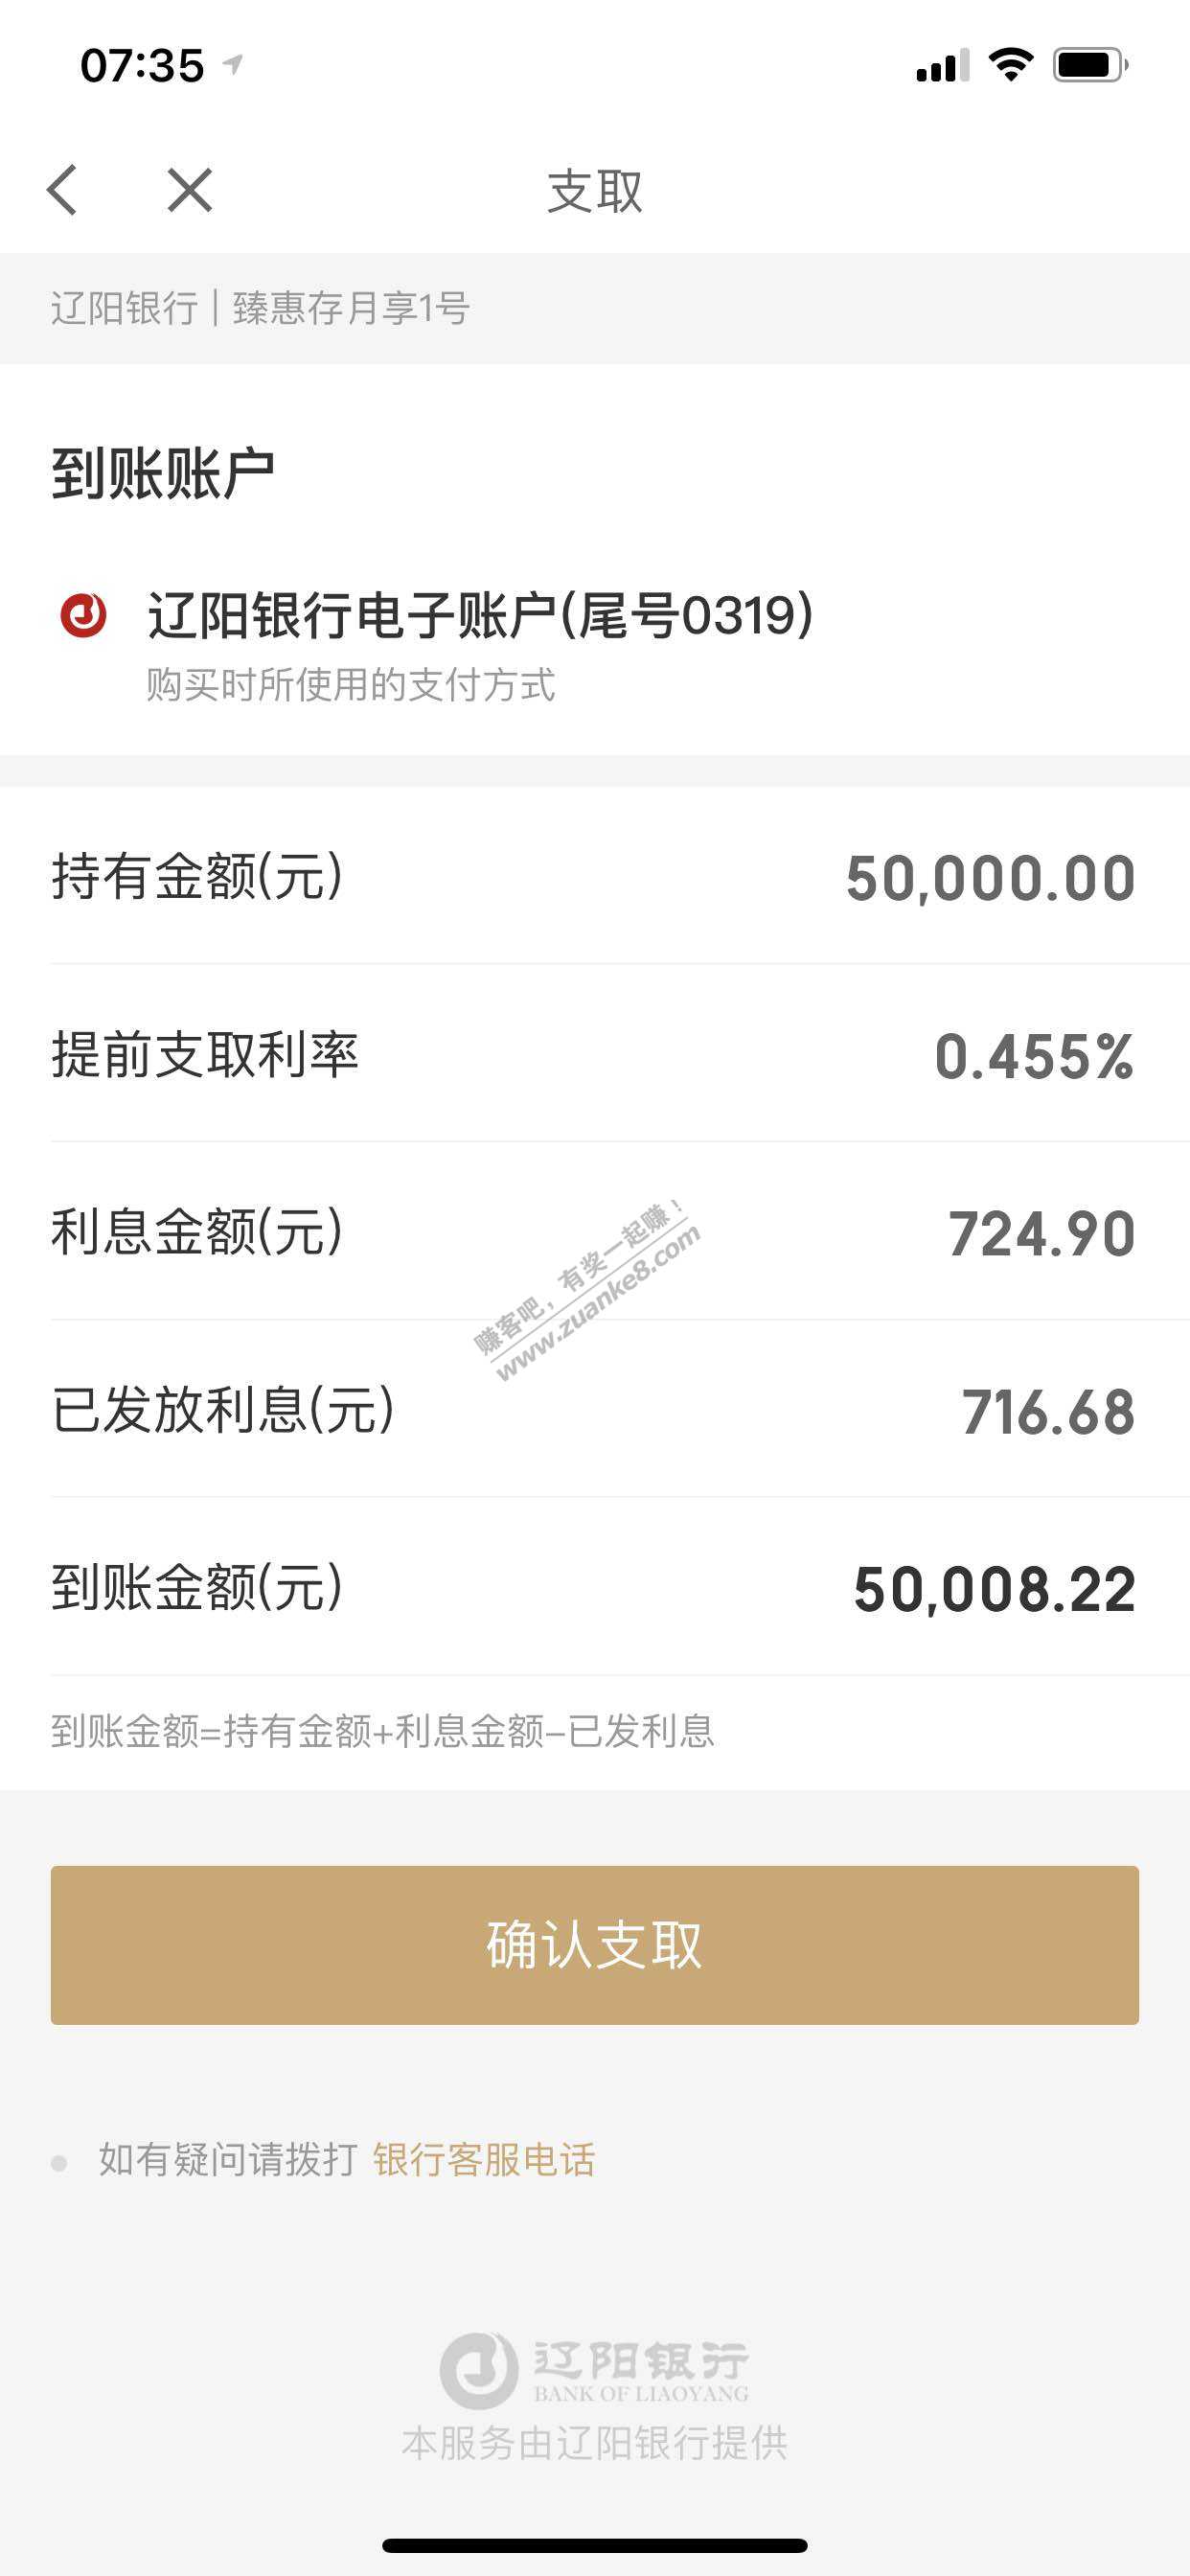 07:35
支取
辽阳银行 | 臻惠存月享1号
到账账户
辽阳银行电子账户(尾号0319)
购买时所使用的支付方式
持有金额(元) 50,000.00
提前支取利率 0.455%
利息金额(元) 724.90
赚客吧，有奖一起赚！
www.zuanke8.com
已发放利息(元) 716.68
到账金额(元) 50,008.22
到账金额=持有金额+利息金额-已发利息
确认支取
如有疑问请拨打 银行客服电话
辽阳银行
BANK OF LIAOYANG
本服务由辽阳银行提供